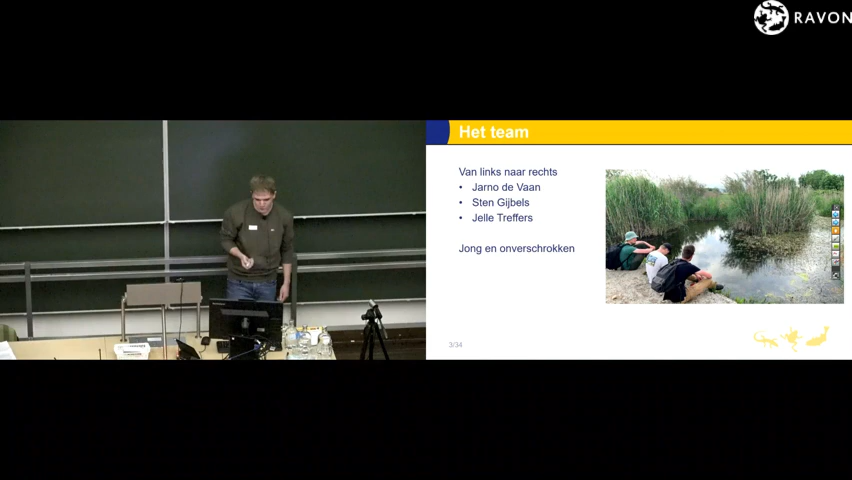 RAVON
Het team
Van links naar rechts
• Jarno de Vaan
• Sten Gijbels
• Jelle Treffers
Jong en onverschrokken
3/34